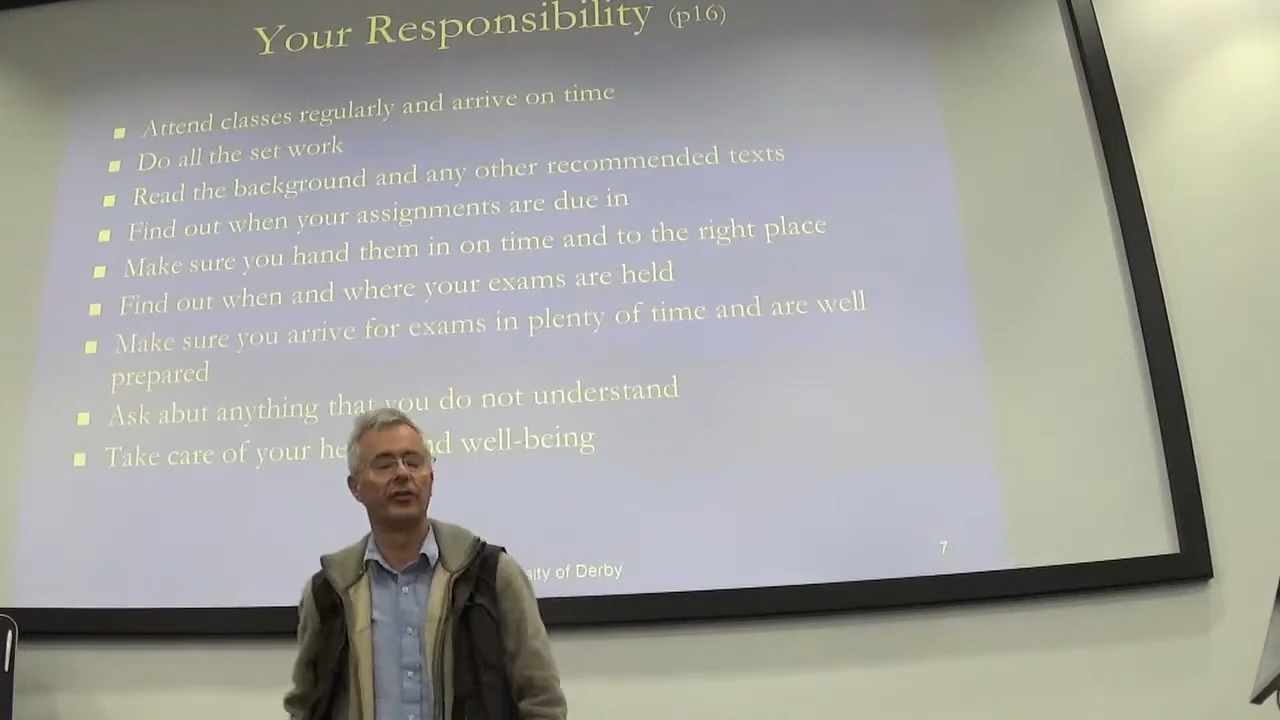 Your Responsibility (p16)
Attend classes regularly and arrive on time
Do all the set work
Read the background and any other recommended texts
Find out when your assignments are due in
Make sure you hand them in on time and to the right place
Find out when and where your exams are held
Make sure you arrive for exams in plenty of time and are well
prepared
Ask abut anything that you do not understand
Take care of your well-being
of Derby
7